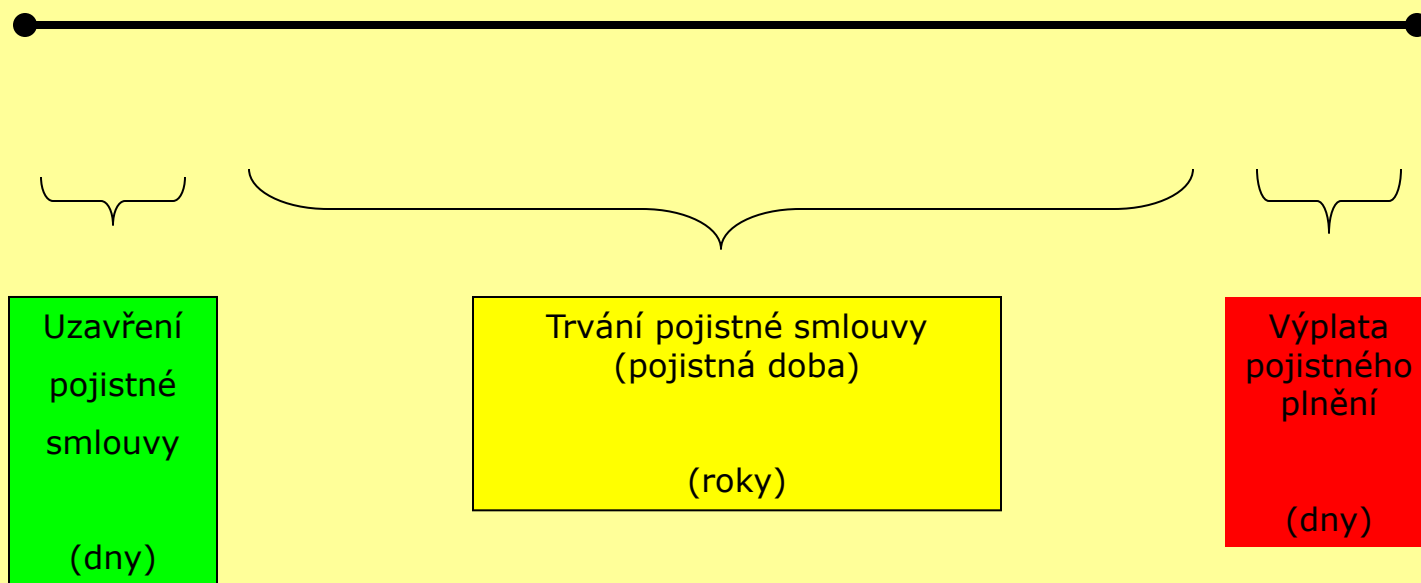 Uzavření
pojistné
smlouvy
(dny)
Trvání pojistné smlouvy
(pojistná doba)
(roky)
Výplata
pojistného
plnění
(dny)